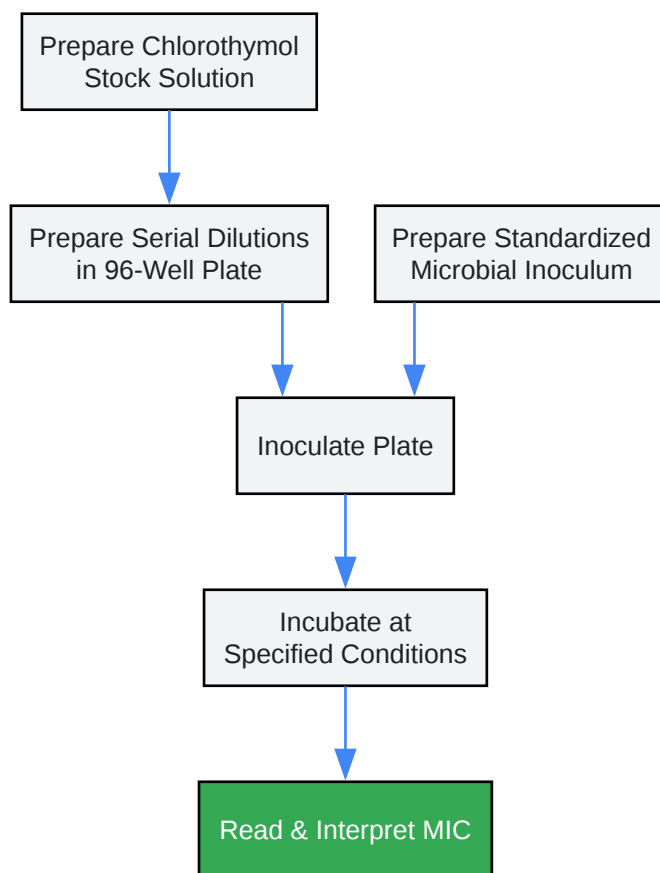 Prepare Chlorothymol
Stock Solution
Prepare Serial Dilutions
in 96-Well Plate
Prepare Standardized
Microbial Inoculum
Inoculate Plate
Incubate at
Specified Conditions
Read & Interpret MIC